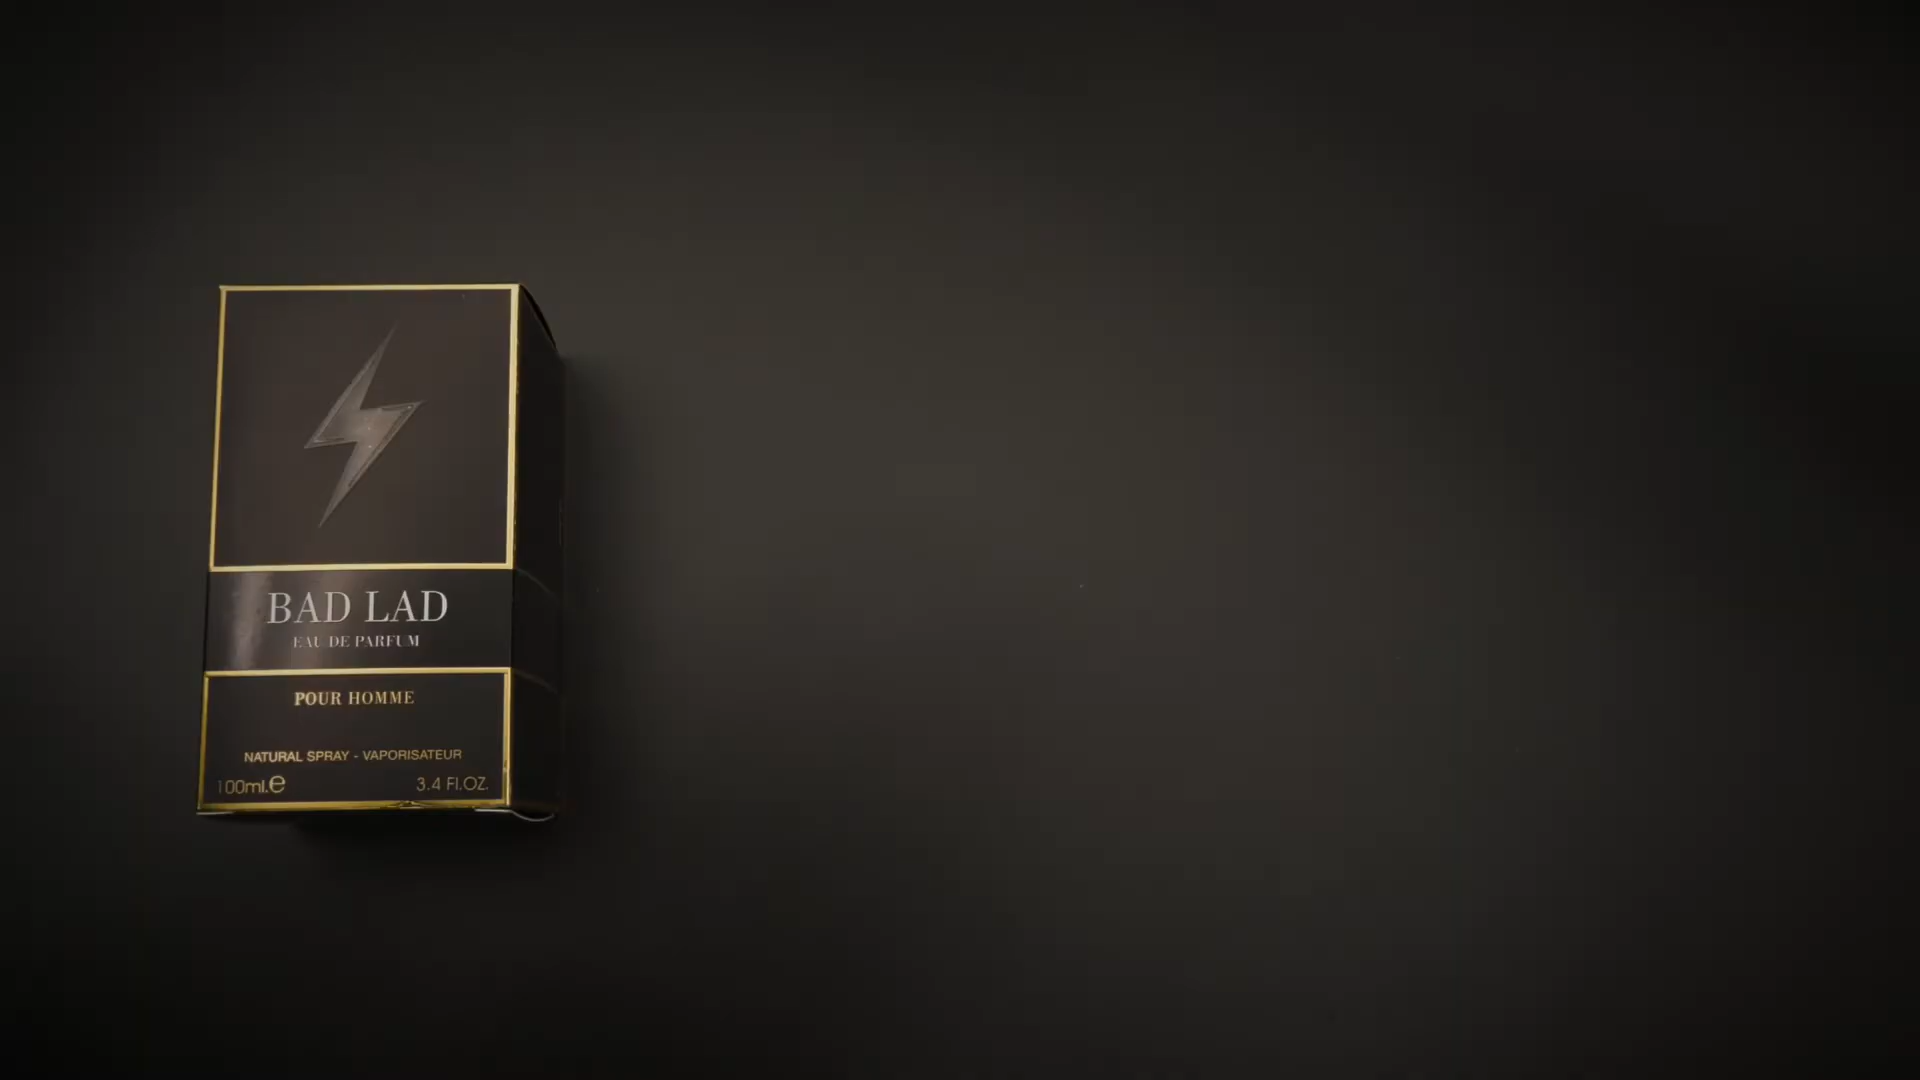 BAD LAD
EAU DE PARFUM
POUR HOMME
NATURAL SPRAY - VAPORISATEUR
100ml.e 3.4 Fl.OZ.